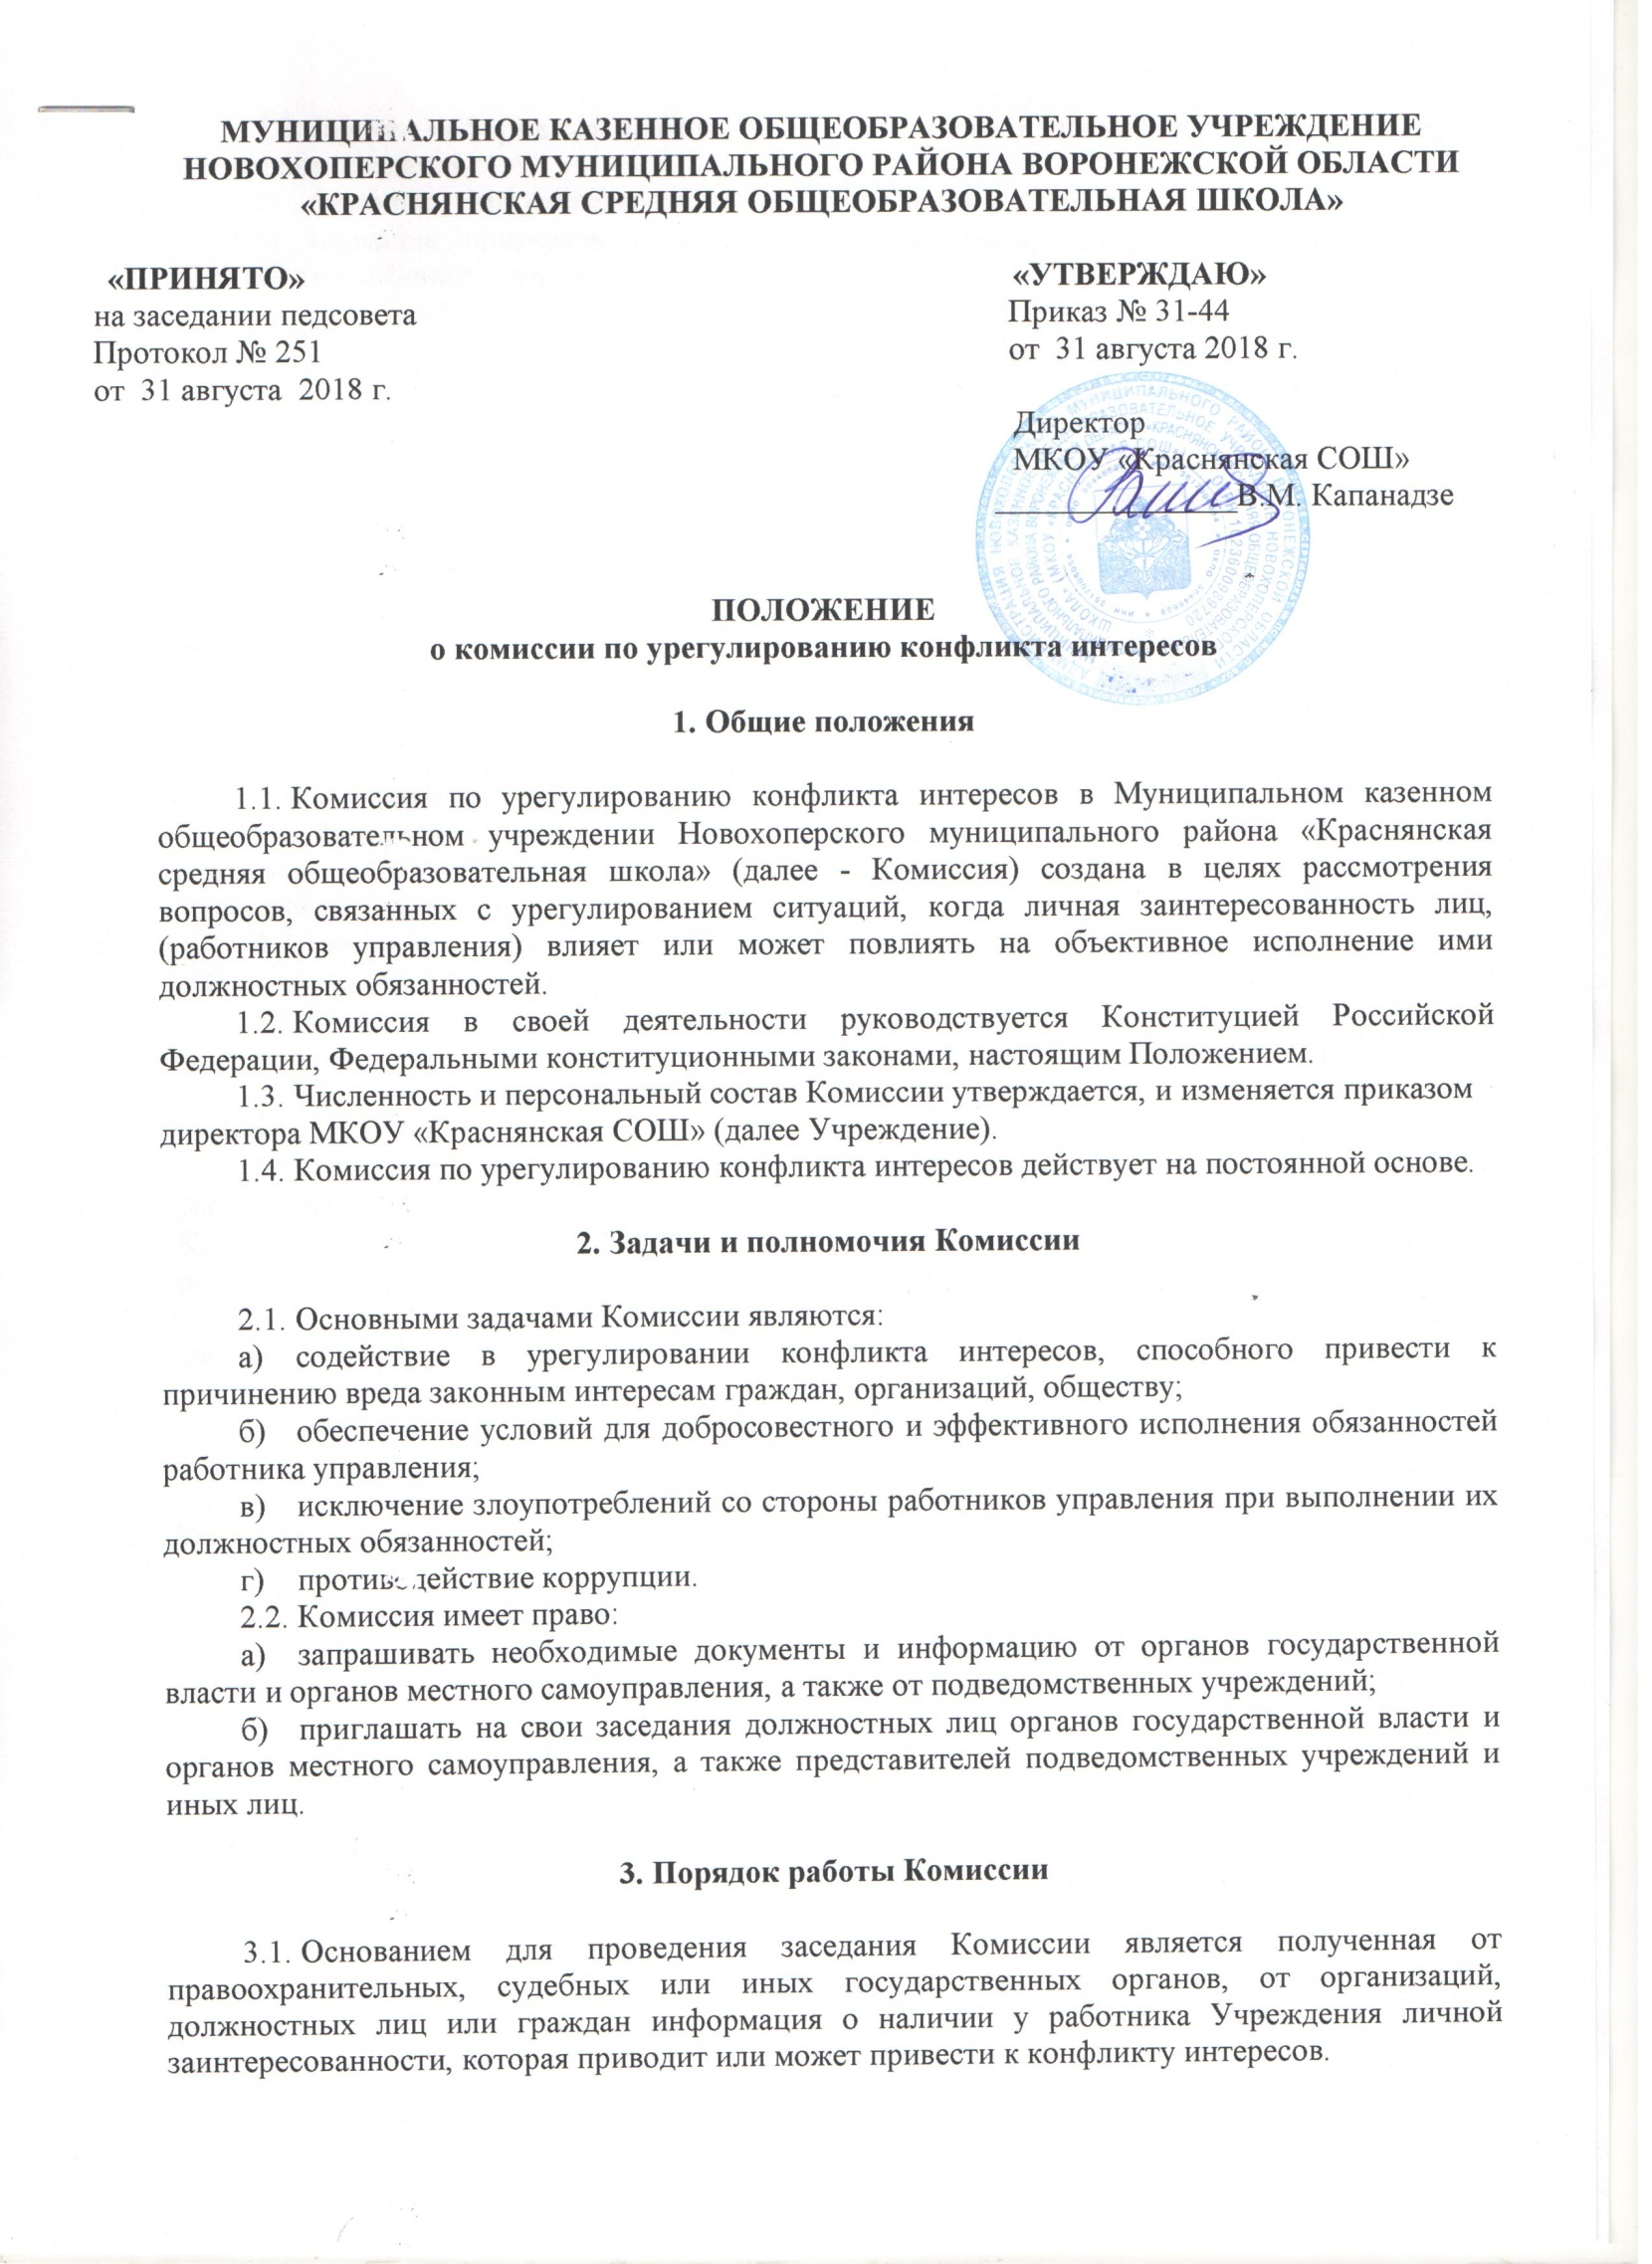 МУНИЦИПАЛЬНОЕ КАЗЕННОЕ ОБЩЕОБРАЗОВАТЕЛЬНОЕ УЧРЕЖДЕНИЕ
НОВОХОПЕРСКОГО МУНИЦИПАЛЬНОГО РАЙОНА ВОРОНЕЖСКОЙ ОБЛАСТИ
«КРАСНЯНСКАЯ СРЕДНЯЯ ОБЩЕОБРАЗОВАТЕЛЬНАЯ ШКОЛА»
«ПРИНЯТО»
на заседании педсовета
Протокол № 251
от 31 августа 2018 г.
«УТВЕРЖДАЮ»
Приказ № 31-44
от 31 августа 2018 г.
Директор
МКОУ «Краснянская СОШ»
В.М. Капанадзе
ПОЛОЖЕНИЕ
о комиссии по урегулированию конфликта интересов
1. Общие положения
1.1. Комиссия по урегулированию конфликта интересов в Муниципальном казенном
общеобразовательном учреждении Новохоперского муниципального района «Краснянская
средняя общеобразовательная школа» (далее - Комиссия) создана в целях рассмотрения
вопросов, связанных с урегулированием ситуаций, когда личная заинтересованность лиц,
(работников управления) влияет или может повлиять на объективное исполнение ими
должностных обязанностей.
1.2. Комиссия в своей деятельности руководствуется Конституцией Российской
Федерации, Федеральными конституционными законами, настоящим Положением.
1.3. Численность и персональный состав Комиссии утверждается, и изменяется приказом
директора МКОУ «Краснянская СОШ» (далее Учреждение).
1.4. Комиссия по урегулированию конфликта интересов действует на постоянной основе.
2. Задачи и полномочия Комиссии
2.1. Основными задачами Комиссии являются:
а) содействие в урегулировании конфликта интересов, способного привести к
причинению вреда законным интересам граждан, организаций, обществу;
б) обеспечение условий для добросовестного и эффективного исполнения обязанностей
работника управления;
в) исключение злоупотреблений со стороны работников управления при выполнении их
должностных обязанностей;
г) противодействие коррупции.
2.2. Комиссия имеет право:
а) запрашивать необходимые документы и информацию от органов государственной
власти и органов местного самоуправления, а также от подведомственных учреждений;
б) приглашать на свои заседания должностных лиц органов государственной власти и
органов местного самоуправления, а также представителей подведомственных учреждений и
иных лиц.
3. Порядок работы Комиссии
3.1. Основанием для проведения заседания Комиссии является полученная от
правоохранительных, судебных или иных государственных органов, от организаций,
должностных лиц или граждан информация о наличии у работника Учреждения личной
заинтересованности, которая приводит или может привести к конфликту интересов.